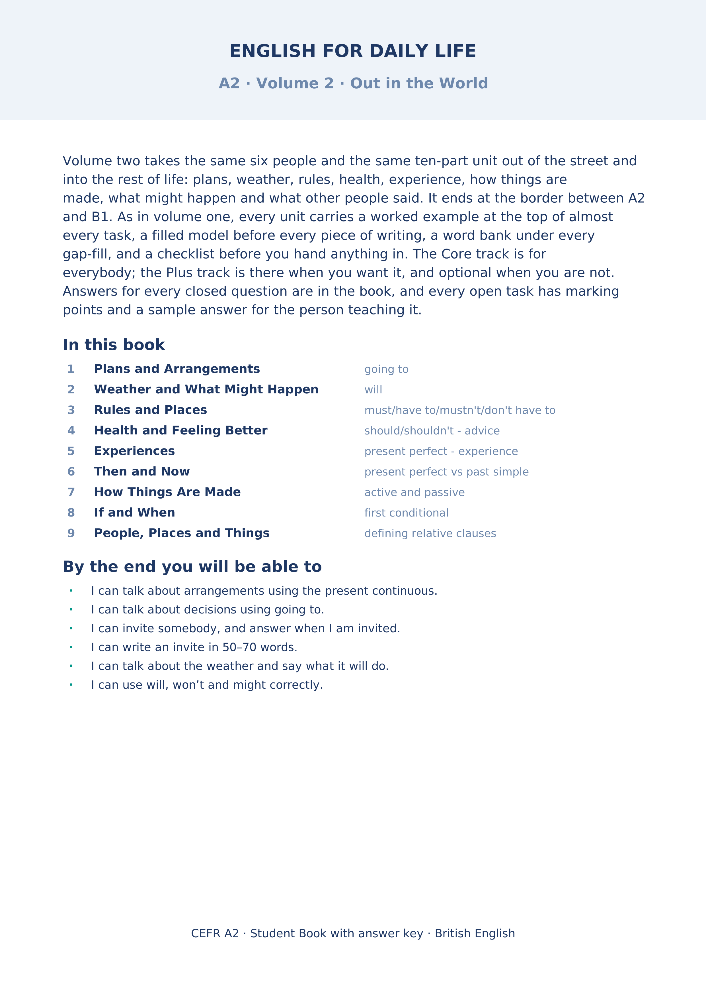 ENGLISH FOR DAILY LIFE
A2 · Volume 2 · Out in the World
Volume two takes the same six people and the same ten-part unit out of the street and
into the rest of life: plans, weather, rules, health, experience, how things are
made, what might happen and what other people said. It ends at the border between A2
and B1. As in volume one, every unit carries a worked example at the top of almost
every task, a filled model before every piece of writing, a word bank under every
gap-fill, and a checklist before you hand anything in. The Core track is for
everybody; the Plus track is there when you want it, and optional when you are not.
Answers for every closed question are in the book, and every open task has marking
points and a sample answer for the person teaching it.
In this book
1 Plans and Arrangements going to
2 Weather and What Might Happen will
3 Rules and Places must/have to/mustn't/don't have to
4 Health and Feeling Better should/shouldn't - advice
5 Experiences present perfect - experience
6 Then and Now present perfect vs past simple
7 How Things Are Made active and passive
8 If and When first conditional
9 People, Places and Things defining relative clauses
By the end you will be able to
· I can talk about arrangements using the present continuous.
· I can talk about decisions using going to.
· I can invite somebody, and answer when I am invited.
· I can write an invite in 50–70 words.
· I can talk about the weather and say what it will do.
· I can use will, won’t and might correctly.
CEFR A2 · Student Book with answer key · British English